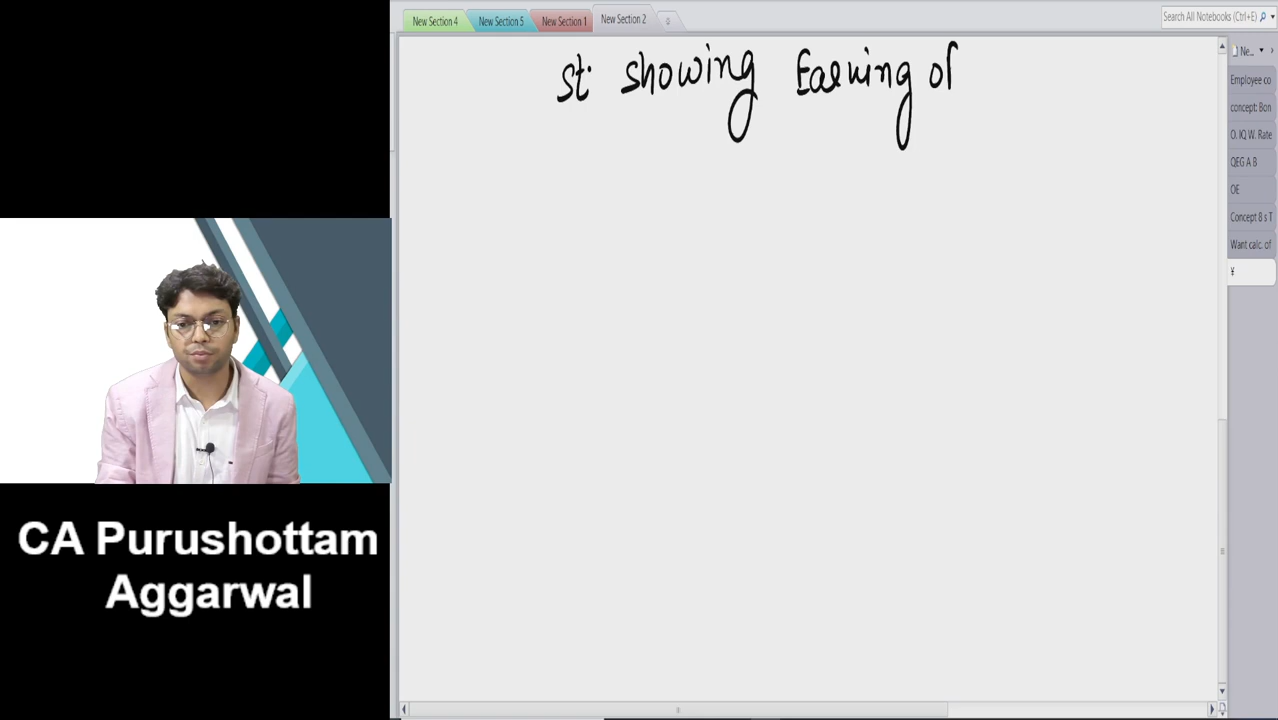 New Section 4
New Section 5
New Section 1
New Section 2
Search All Notebooks (Ctrl+E)
St. showing Earning of
Ne...
Employee co
concept: Bon
O. IQ W. Rate
QEG A B
OE
Concept 8 s T
Want calc. of
¥
CA Purushottam
Aggarwal